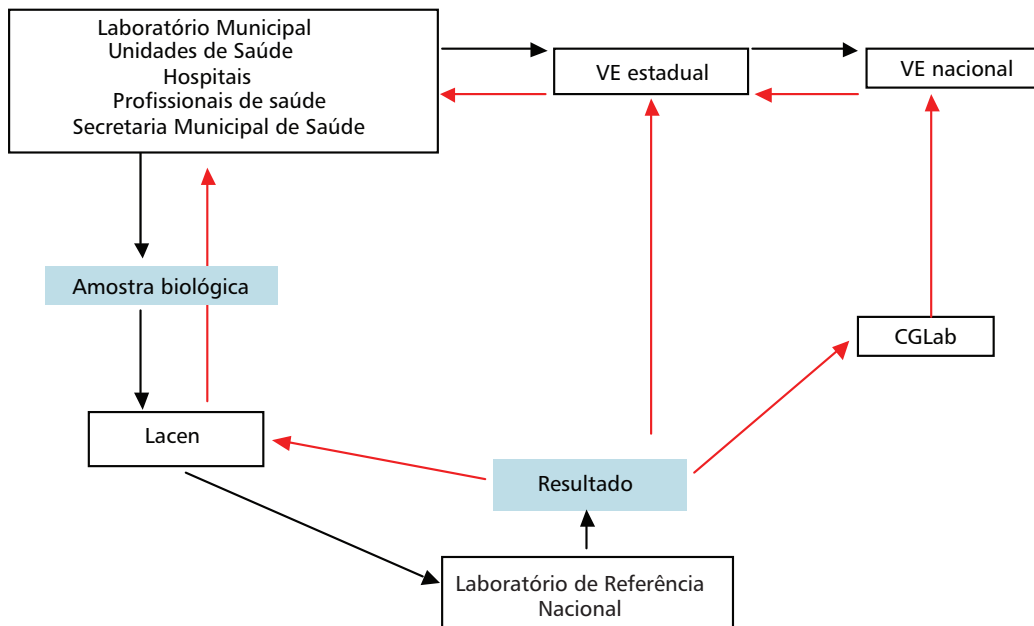 Laboratório Municipal
Unidades de Saúde
Hospitais
Profissionais de saúde
Secretaria Municipal de Saúde
VE estadual
VE nacional
Amostra biológica
CGLab
Lacen
Resultado
Laboratório de Referência
Nacional